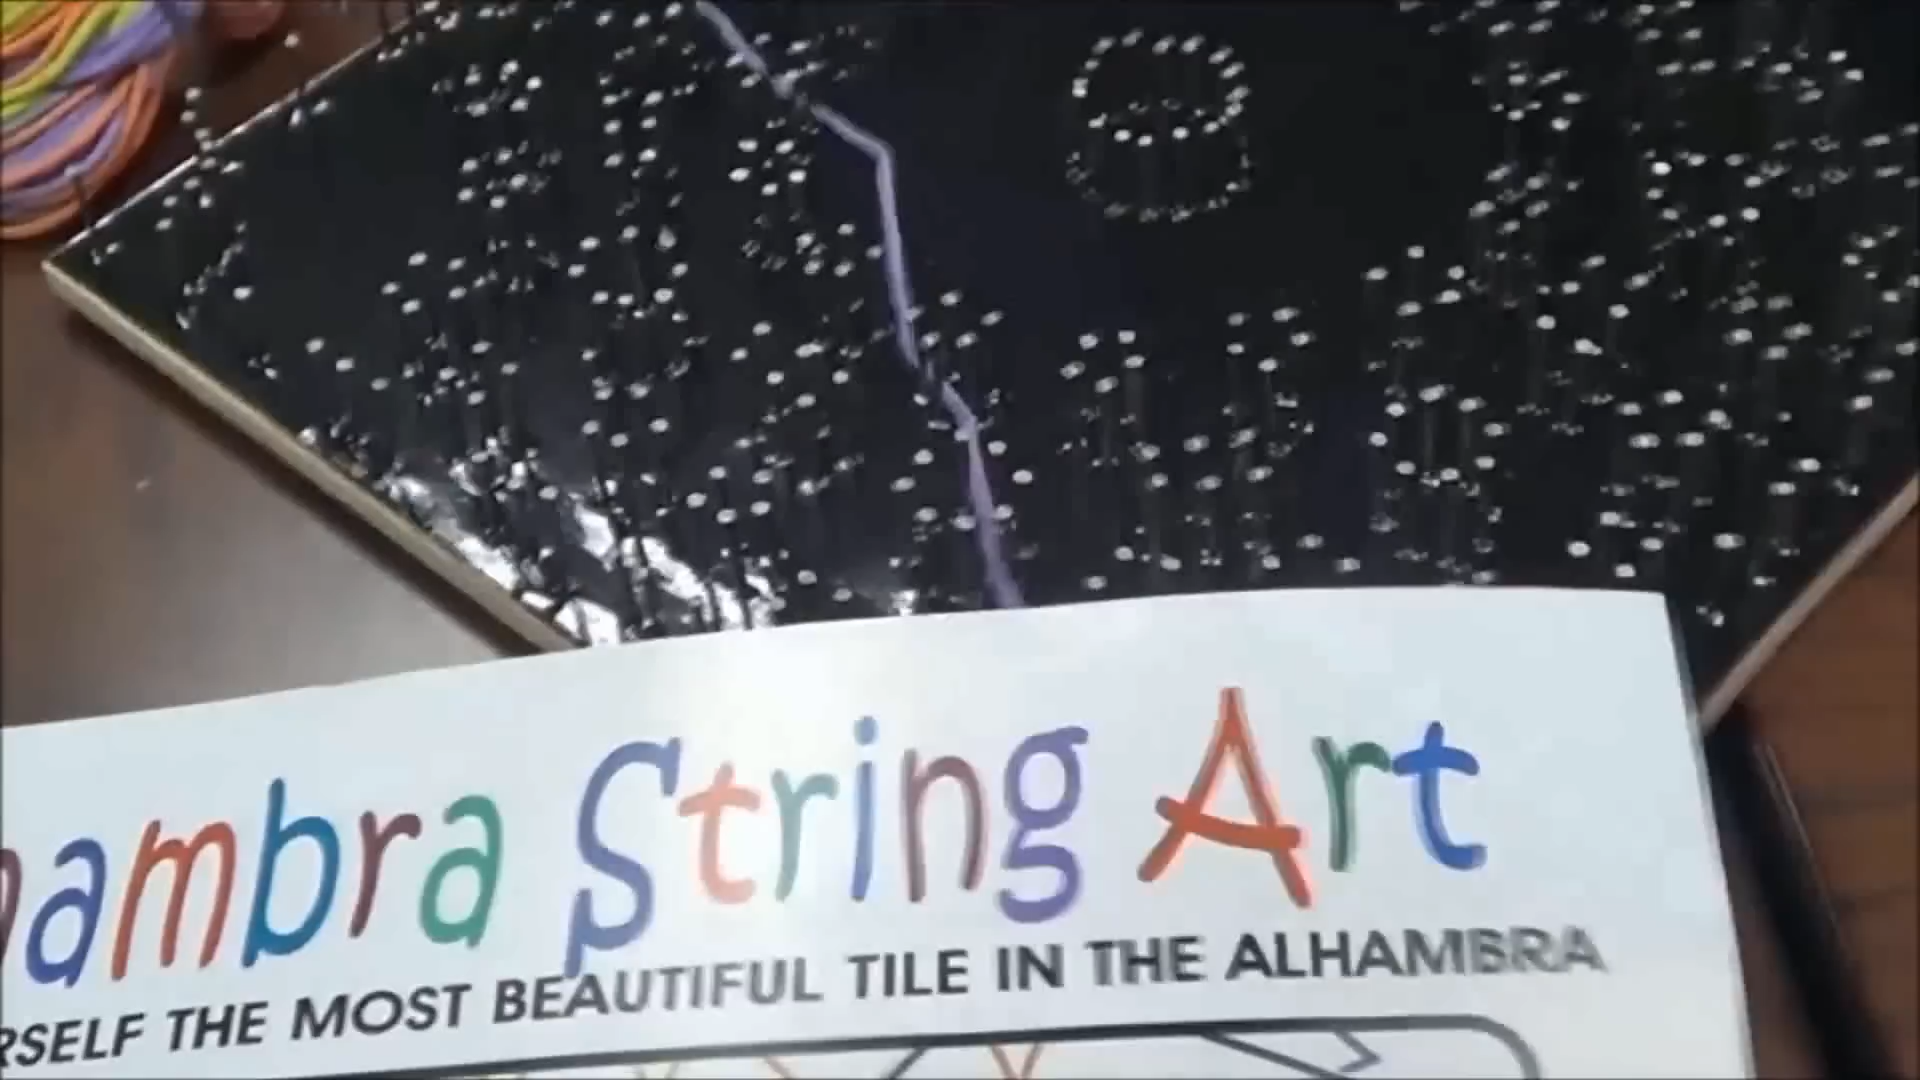 hambra String Art
RSELF THE MOST BEAUTIFUL TILE IN THE ALHAMBRA